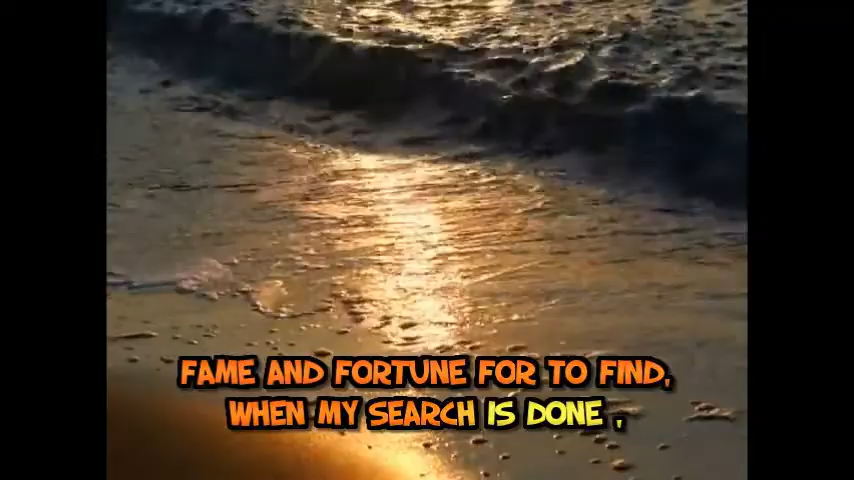 FAME AND FORTUNE FOR TO FIND,
WHEN MY SEARCH IS DONE ,